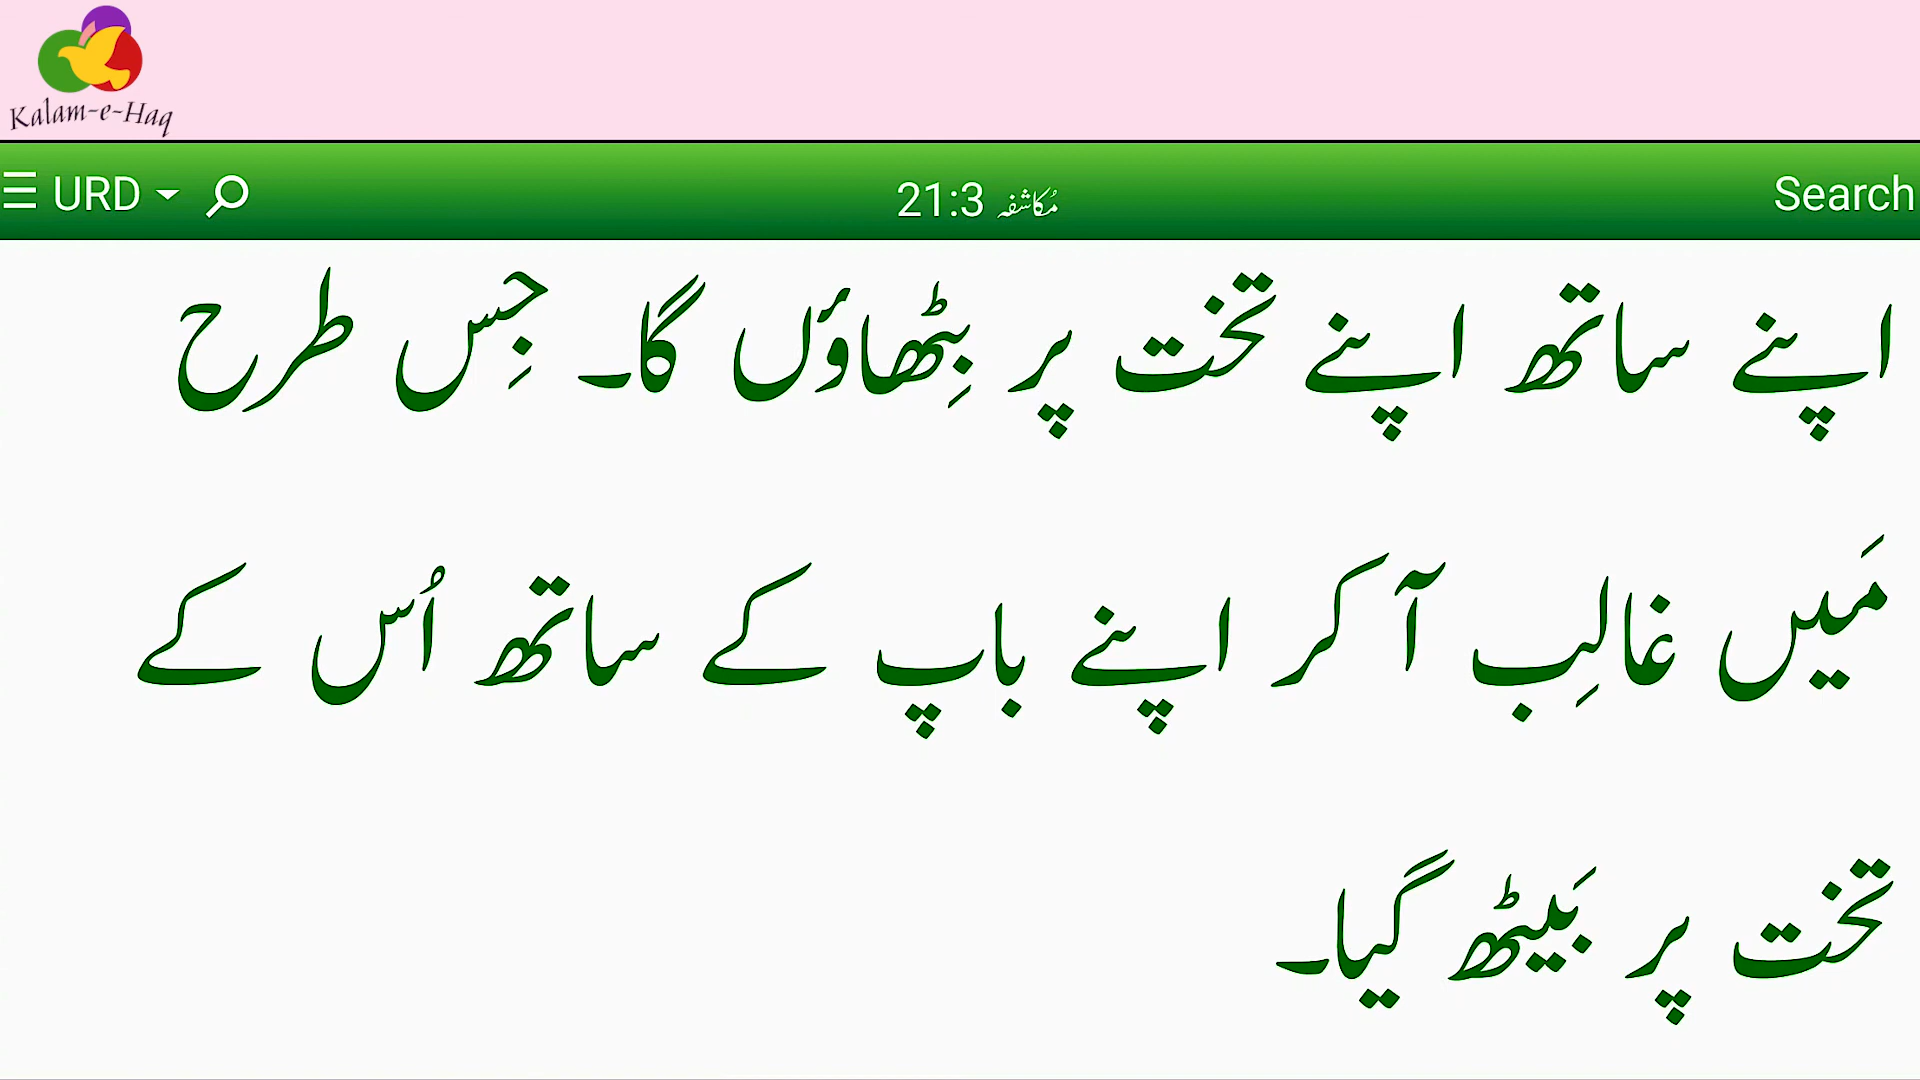 Kalam-e-Haq
☰ URD
مُکاشفہ 21:3
Search
اپنے ساتھ اپنے تخت پر بِٹھاؤں گا۔ جِس طرح
مَیں غالِب آ کر اپنے باپ کے ساتھ اُس کے
تخت پر بَیٹھ گیا۔